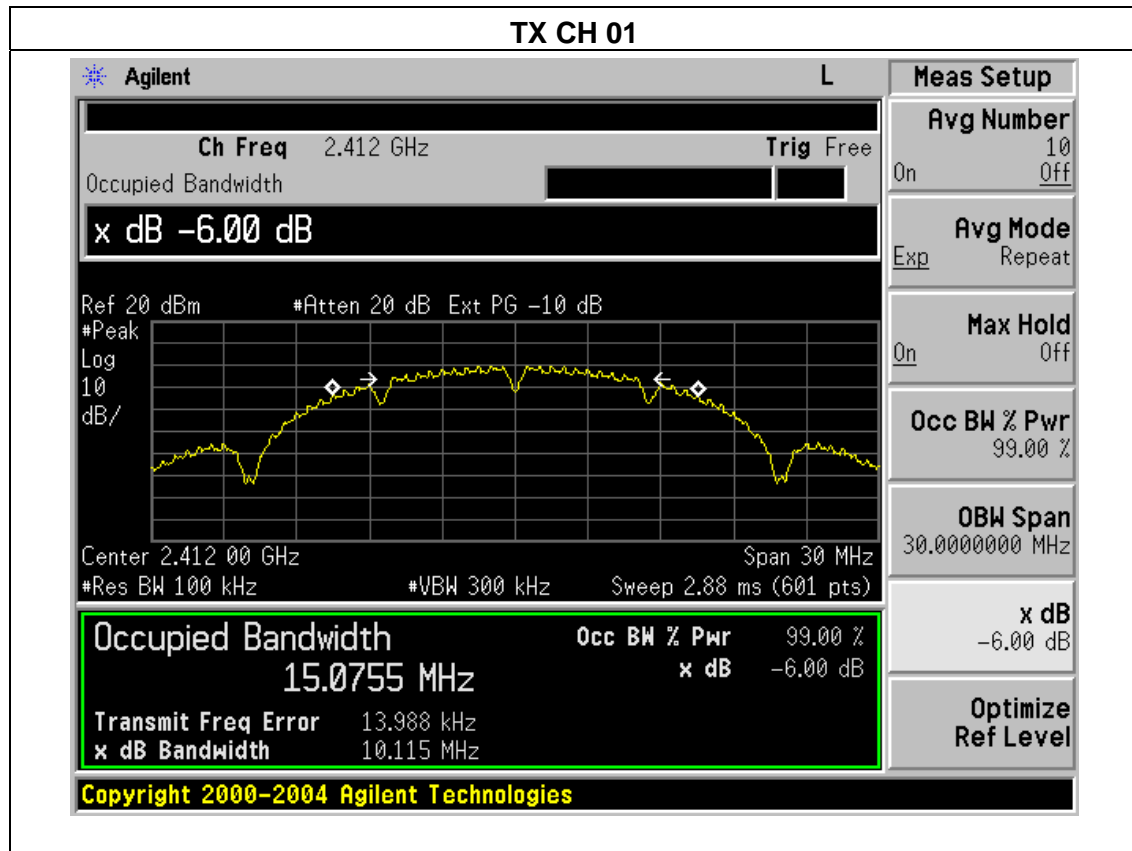 TX CH 01
Agilent L Meas Setup
Ch Freq 2.412 GHz Trig Free
Occupied Bandwidth
x dB -6.00 dB
Ref 20 dBm #Atten 20 dB Ext PG -10 dB
#Peak
Log
10
dB/
Center 2.412 00 GHz Span 30 MHz
#Res BW 100 kHz #VBW 300 kHz Sweep 2.88 ms (601 pts)
Occupied Bandwidth Occ BW % Pwr 99.00 %
15.0755 MHz x dB -6.00 dB
Transmit Freq Error 13.988 kHz
x dB Bandwidth 10.115 MHz
Copyright 2000-2004 Agilent Technologies
Avg Number
10
On Off
Avg Mode
Exp Repeat
Max Hold
On Off
Occ BW % Pwr
99.00 %
OBW Span
30.0000000 MHz
x dB
-6.00 dB
Optimize
Ref Level